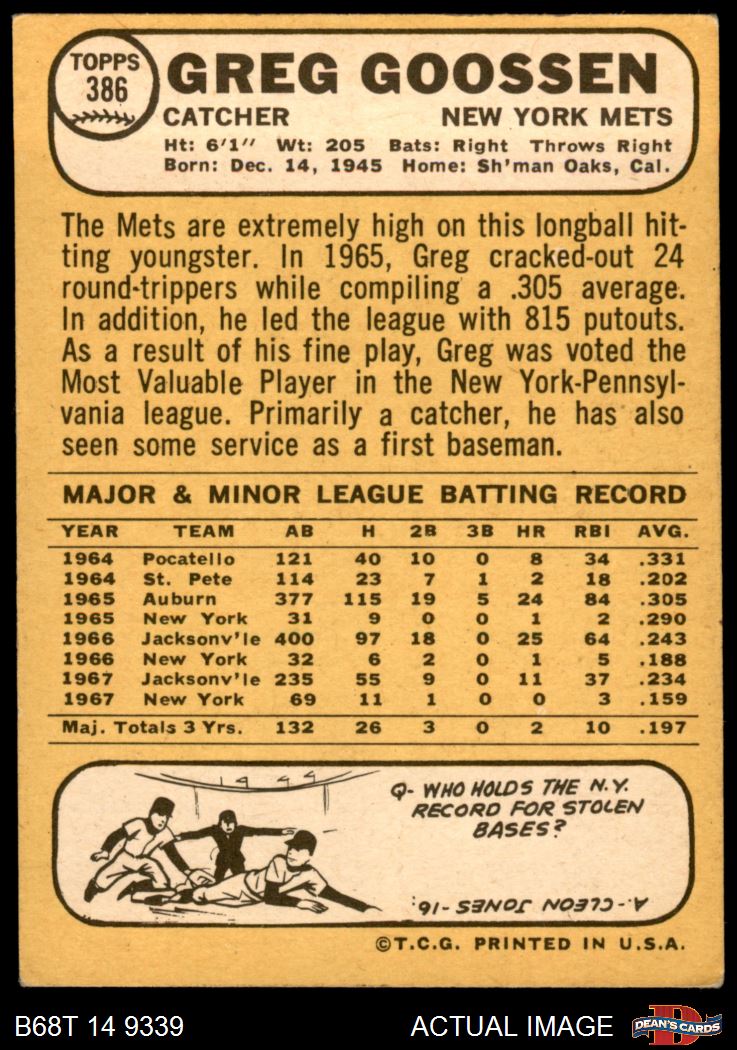 TOPPS
386
GREG GOOSSEN
CATCHER NEW YORK METS
Ht: 6'1" Wt: 205 Bats: Right Throws Right
Born: Dec. 14, 1945 Home: Sh'man Oaks, Cal.
The Mets are extremely high on this longball hit-
ting youngster. In 1965, Greg cracked-out 24
round-trippers while compiling a .305 average.
In addition, he led the league with 815 putouts.
As a result of his fine play, Greg was voted the
Most Valuable Player in the New York-Pennsyl-
vania league. Primarily a catcher, he has also
seen some service as a first baseman.
MAJOR & MINOR LEAGUE BATTING RECORD
YEAR TEAM AB H 2B 3B HR RBI AVG.
1964 Pocatello 121 40 10 0 8 34 .331
1964 St. Pete 114 23 7 1 2 18 .202
1965 Auburn 377 115 19 5 24 84 .305
1965 New York 31 9 0 0 1 2 .290
1966 Jacksonv'le 400 97 18 0 25 64 .243
1966 New York 32 6 2 0 1 5 .188
1967 Jacksonv'le 235 55 9 0 11 37 .234
1967 New York 69 11 1 0 0 3 .159
Maj. Totals 3 Yrs. 132 26 3 0 2 10 .197
Q- WHO HOLDS THE N.Y.
RECORD FOR STOLEN
BASES?
A.- CLEON JONES -16.
©T.C.G. PRINTED IN U.S.A.
B68T 14 9339 ACTUAL IMAGE DEAN'S CARDS